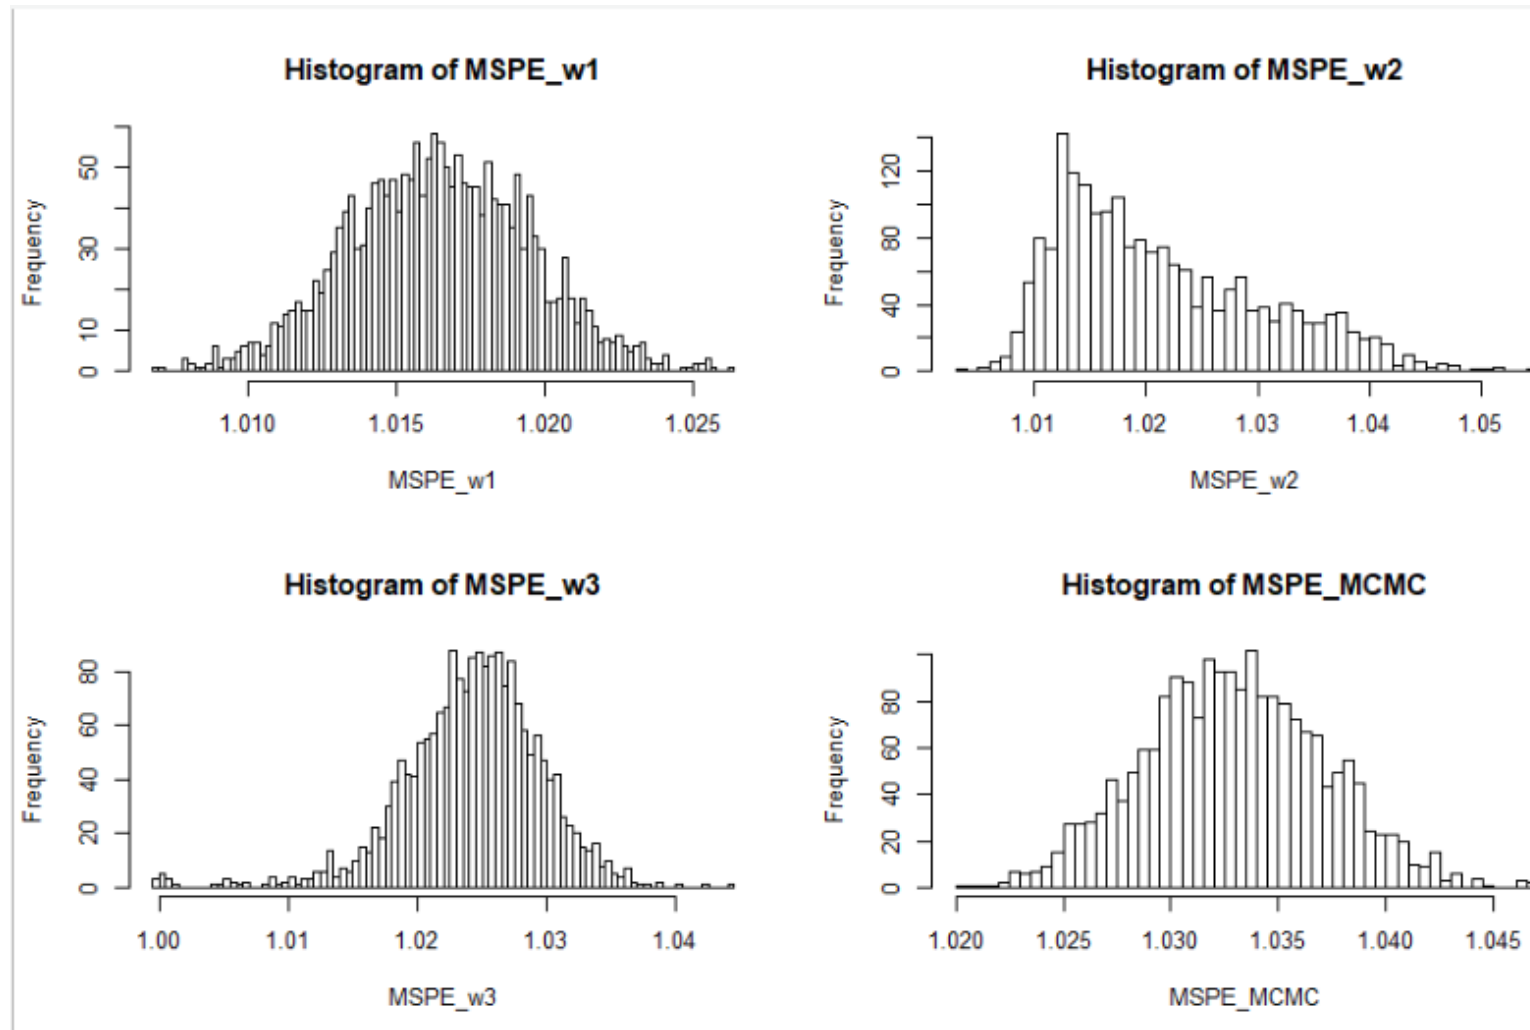 Histogram of MSPE_w1
Frequency
0 10 30 50
1.010 1.015 1.020 1.025
MSPE_w1
Histogram of MSPE_w2
Frequency
0 40 80 120
1.01 1.02 1.03 1.04 1.05
MSPE_w2
Histogram of MSPE_w3
Frequency
0 20 40 60 80
1.00 1.01 1.02 1.03 1.04
MSPE_w3
Histogram of MSPE_MCMC
Frequency
0 20 40 60 80
1.020 1.025 1.030 1.035 1.040 1.045
MSPE_MCMC